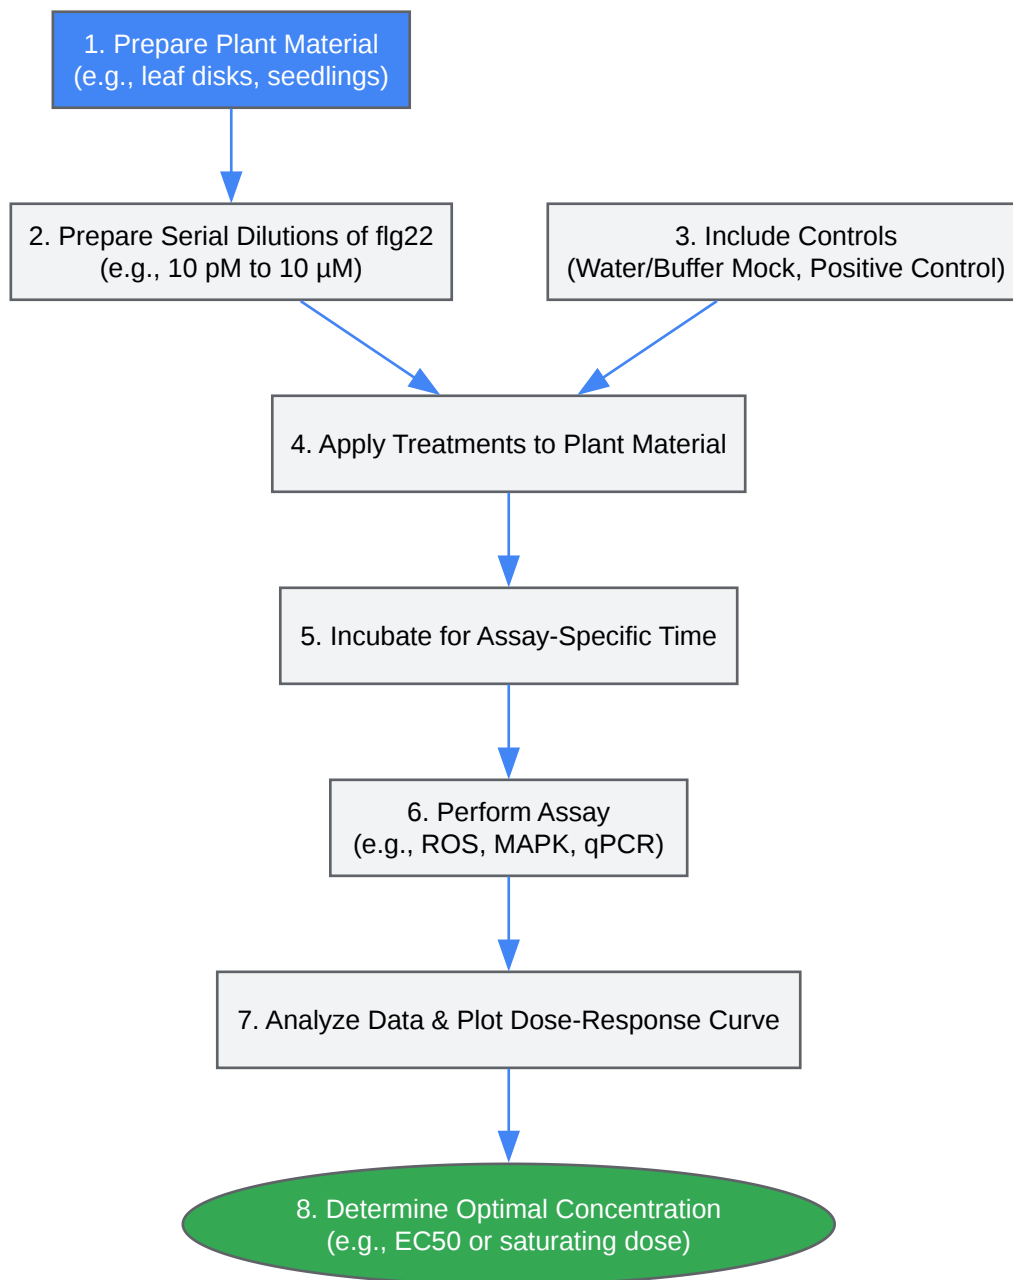 1. Prepare Plant Material
(e.g., leaf disks, seedlings)
2. Prepare Serial Dilutions of flg22
(e.g., 10 pM to 10 µM)
3. Include Controls
(Water/Buffer Mock, Positive Control)
4. Apply Treatments to Plant Material
5. Incubate for Assay-Specific Time
6. Perform Assay
(e.g., ROS, MAPK, qPCR)
7. Analyze Data & Plot Dose-Response Curve
8. Determine Optimal Concentration
(e.g., EC50 or saturating dose)